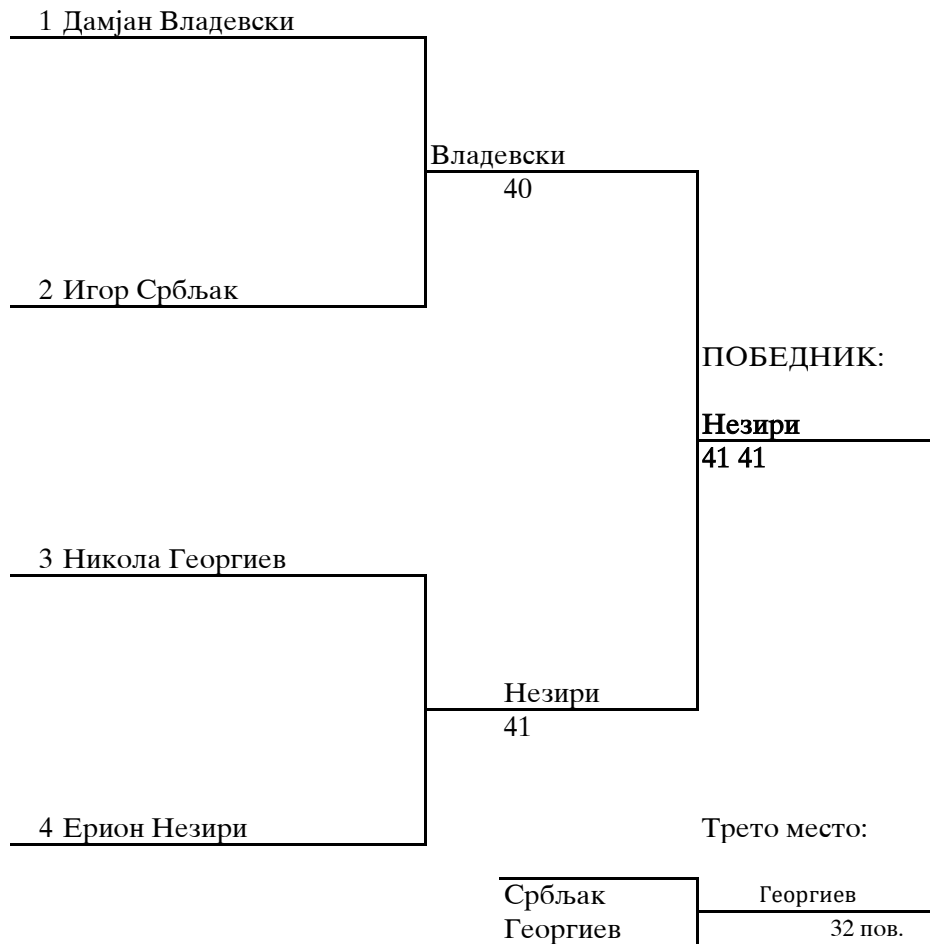 1 Дамјан Владевски
Владевски
40
2 Игор Србљак
ПОБЕДНИК:
Незири
41 41
3 Никола Георгиев
Незири
41
4 Ерион Незири
Трето место:
Србљак
Георгиев
Георгиев
32 пов.